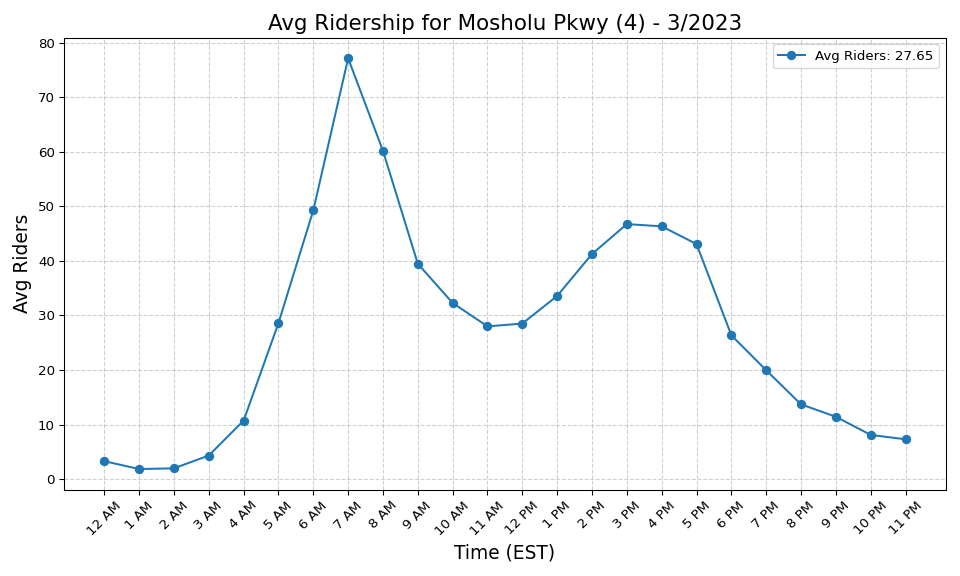 Avg Ridership for Mosholu Pkwy (4) - 3/2023
Avg Riders: 27.65
80
70
60
50
40
30
20
10
0
Avg Riders
12 AM
1 AM
2 AM
3 AM
4 AM
5 AM
6 AM
7 AM
8 AM
9 AM
10 AM
11 AM
12 PM
1 PM
2 PM
3 PM
4 PM
5 PM
6 PM
7 PM
8 PM
9 PM
10 PM
11 PM
Time (EST)